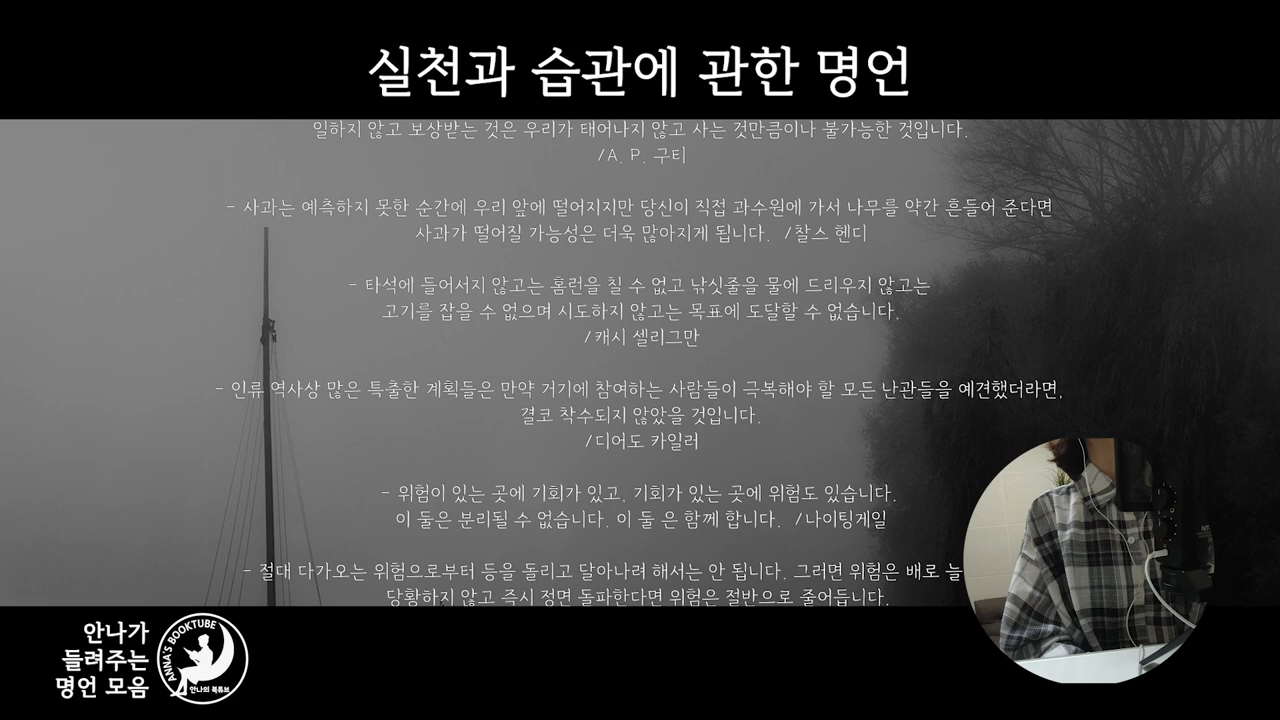 실천과 습관에 관한 명언
일하지 않고 보상받는 것은 우리가 태어나지 않고 사는 것만큼이나 불가능한 것입니다.
/A. P. 구티
- 사과는 예측하지 못한 순간에 우리 앞에 떨어지지만 당신이 직접 과수원에 가서 나무를 약간 흔들어 준다면
사과가 떨어질 가능성은 더욱 많아지게 됩니다. /찰스 헨디
- 타석에 들어서지 않고는 홈런을 칠 수 없고 낚싯줄을 물에 드리우지 않고는
고기를 잡을 수 없으며 시도하지 않고는 목표에 도달할 수 없습니다.
/캐시 셀리그만
- 인류 역사상 많은 특출한 계획들은 만약 거기에 참여하는 사람들이 극복해야 할 모든 난관들을 예견했더라면,
결코 착수되지 않았을 것입니다.
/디어도 카일러
- 위험이 있는 곳에 기회가 있고, 기회가 있는 곳에 위험도 있습니다.
이 둘은 분리될 수 없습니다. 이 둘 은 함께 합니다. /나이팅게일
- 절대 다가오는 위험으로부터 등을 돌리고 달아나려 해서는 안 됩니다. 그러면 위험은 배로 늘
당황하지 않고 즉시 정면 돌파한다면 위험은 절반으로 줄어듭니다.
안나가
들려주는
명언 모음
ANNA'S BOOKTUBE
안나의 북튜브